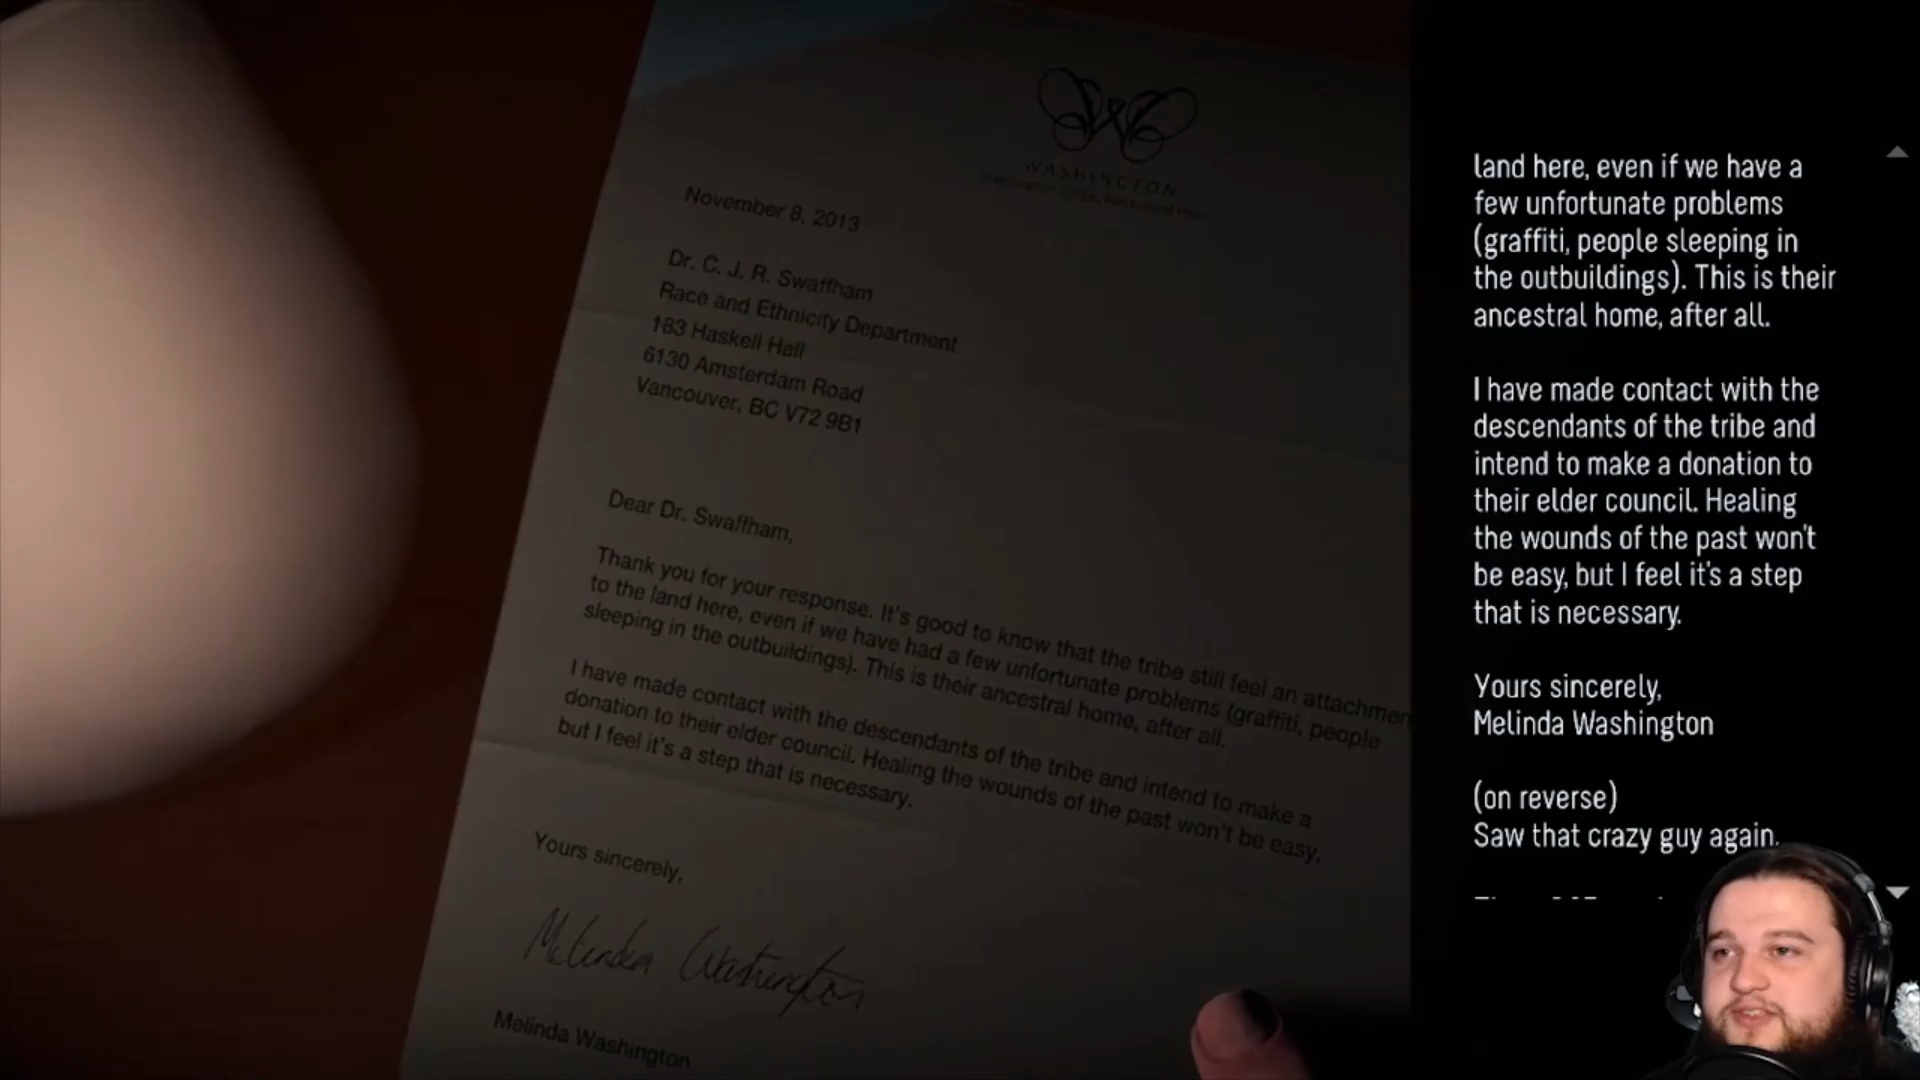 WASHINGTON
November 8, 2013
Dr. C. J. R. Swaffham
Race and Ethnicity Department
183 Haskell Hall
6130 Amsterdam Road
Vancouver, BC V72 9B1
Dear Dr. Swaffham,
Thank you for your response. It's good to know that the tribe still feel an attachmen
to the land here, even if we have had a few unfortunate problems (graffiti, people
sleeping in the outbuildings). This is their ancestral home, after all.
I have made contact with the descendants of the tribe and intend to make a
donation to their elder council. Healing the wounds of the past won't be easy,
but I feel it's a step that is necessary.
Yours sincerely,
Melinda Washington
Melinda Washington
land here, even if we have a
few unfortunate problems
(graffiti, people sleeping in
the outbuildings). This is their
ancestral home, after all.
I have made contact with the
descendants of the tribe and
intend to make a donation to
their elder council. Healing
the wounds of the past won't
be easy, but I feel it's a step
that is necessary.
Yours sincerely,
Melinda Washington
(on reverse)
Saw that crazy guy again.